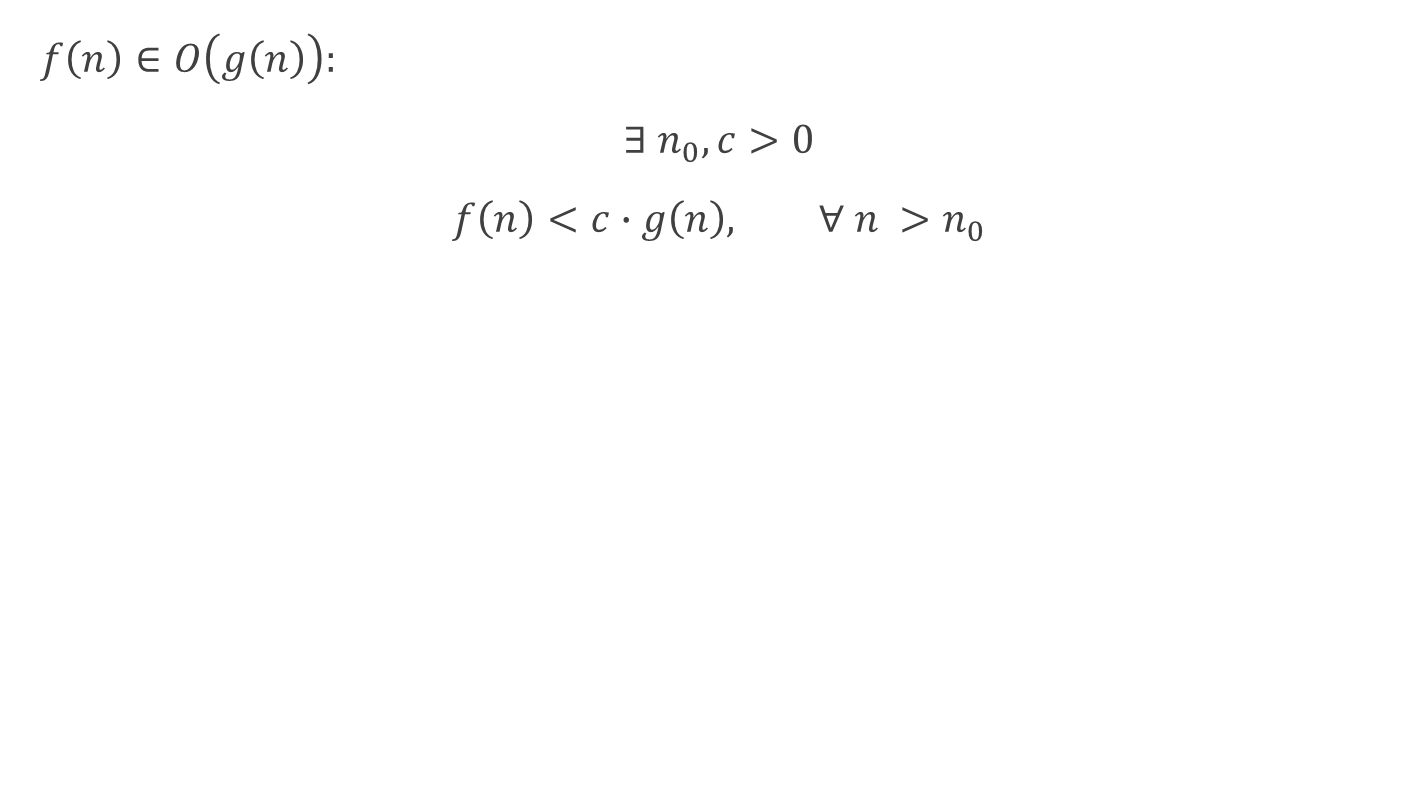 f(n) ∈ O(g(n)):
∃ n₀, c > 0
f(n) < c · g(n), ∀ n > n₀